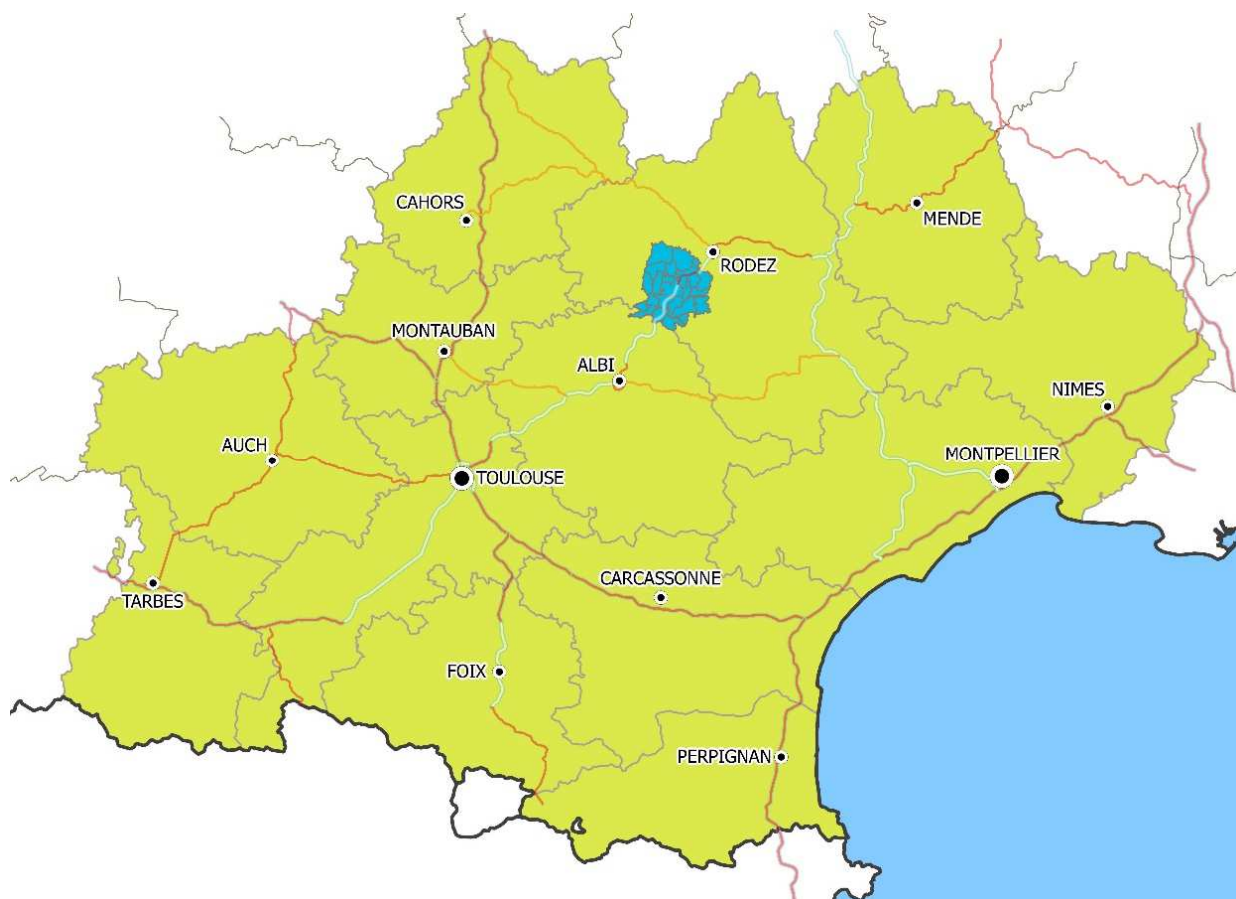 CAHORS
MENDE
RODEZ
MONTAUBAN
ALBI
NIMES
AUCH
MONTPELLIER
TOULOUSE
CARCASSONNE
TARBES
FOIX
PERPIGNAN